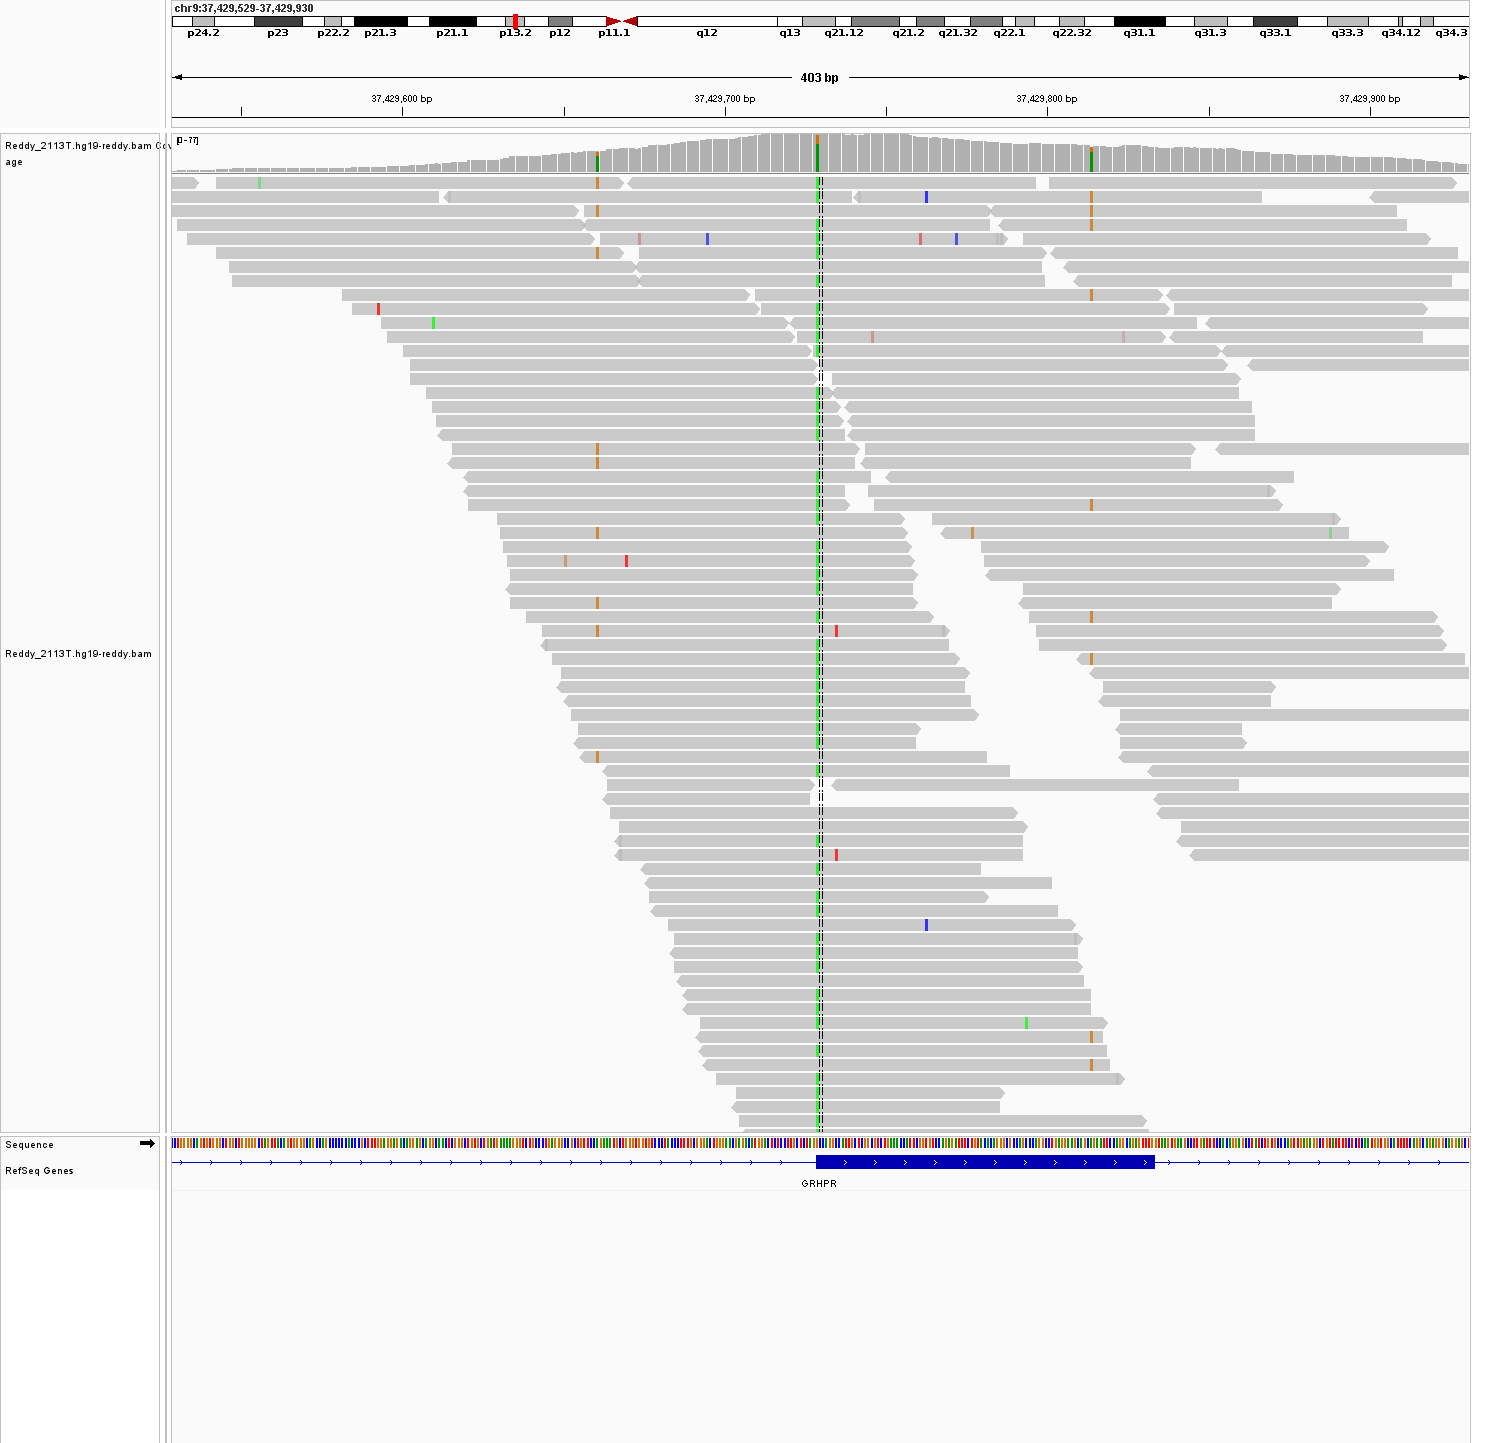 chr9:37,429,529-37,429,930
p24.2 p23 p22.2 p21.3 p21.1 p13.2 p12 p11.1 q12 q13 q21.12 q21.2 q21.32 q22.1 q22.32 q31.1 q31.3 q33.1 q33.3 q34.12 q34.3
403 bp
37,429,600 bp 37,429,700 bp 37,429,800 bp 37,429,900 bp
[0-77]
Reddy_2113T.hg19-reddy.bam Cov
age
Reddy_2113T.hg19-reddy.bam
Sequence
RefSeq Genes
GRHPR